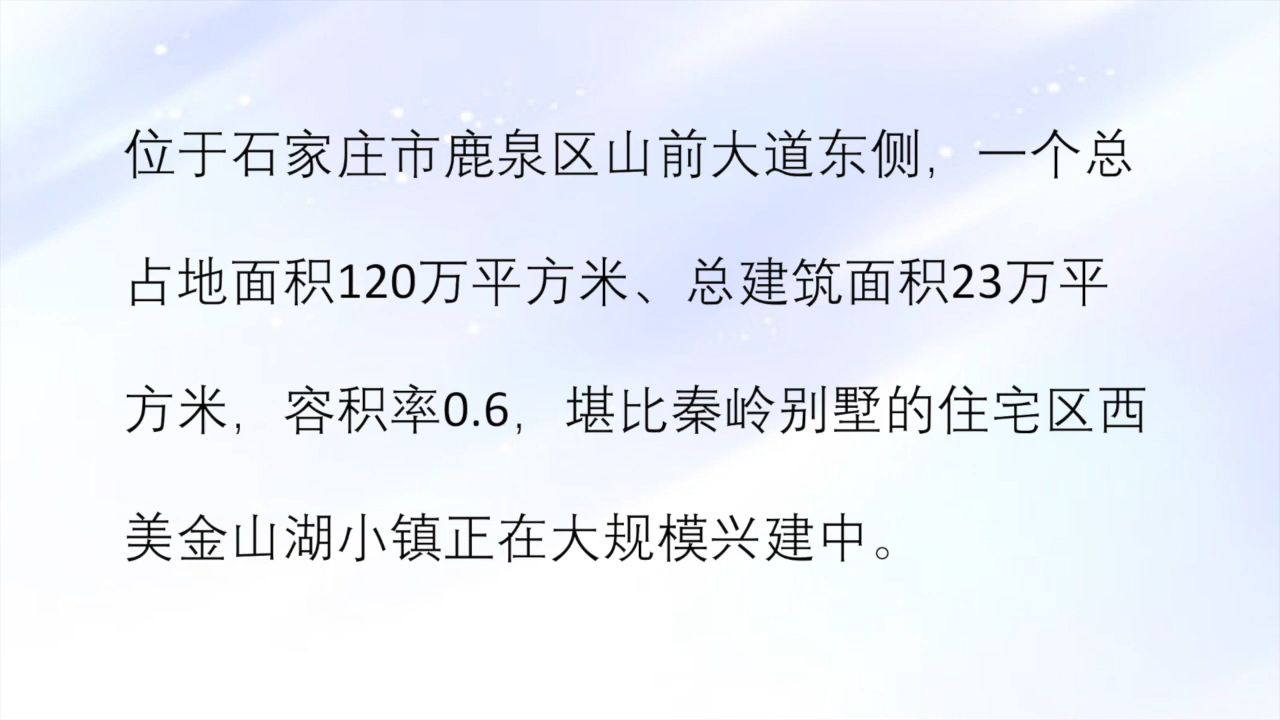 位于石家庄市鹿泉区山前大道东侧，一个总
占地面积120万平方米、总建筑面积23万平
方米，容积率0.6，堪比秦岭别墅的住宅区西
美金山湖小镇正在大规模兴建中。